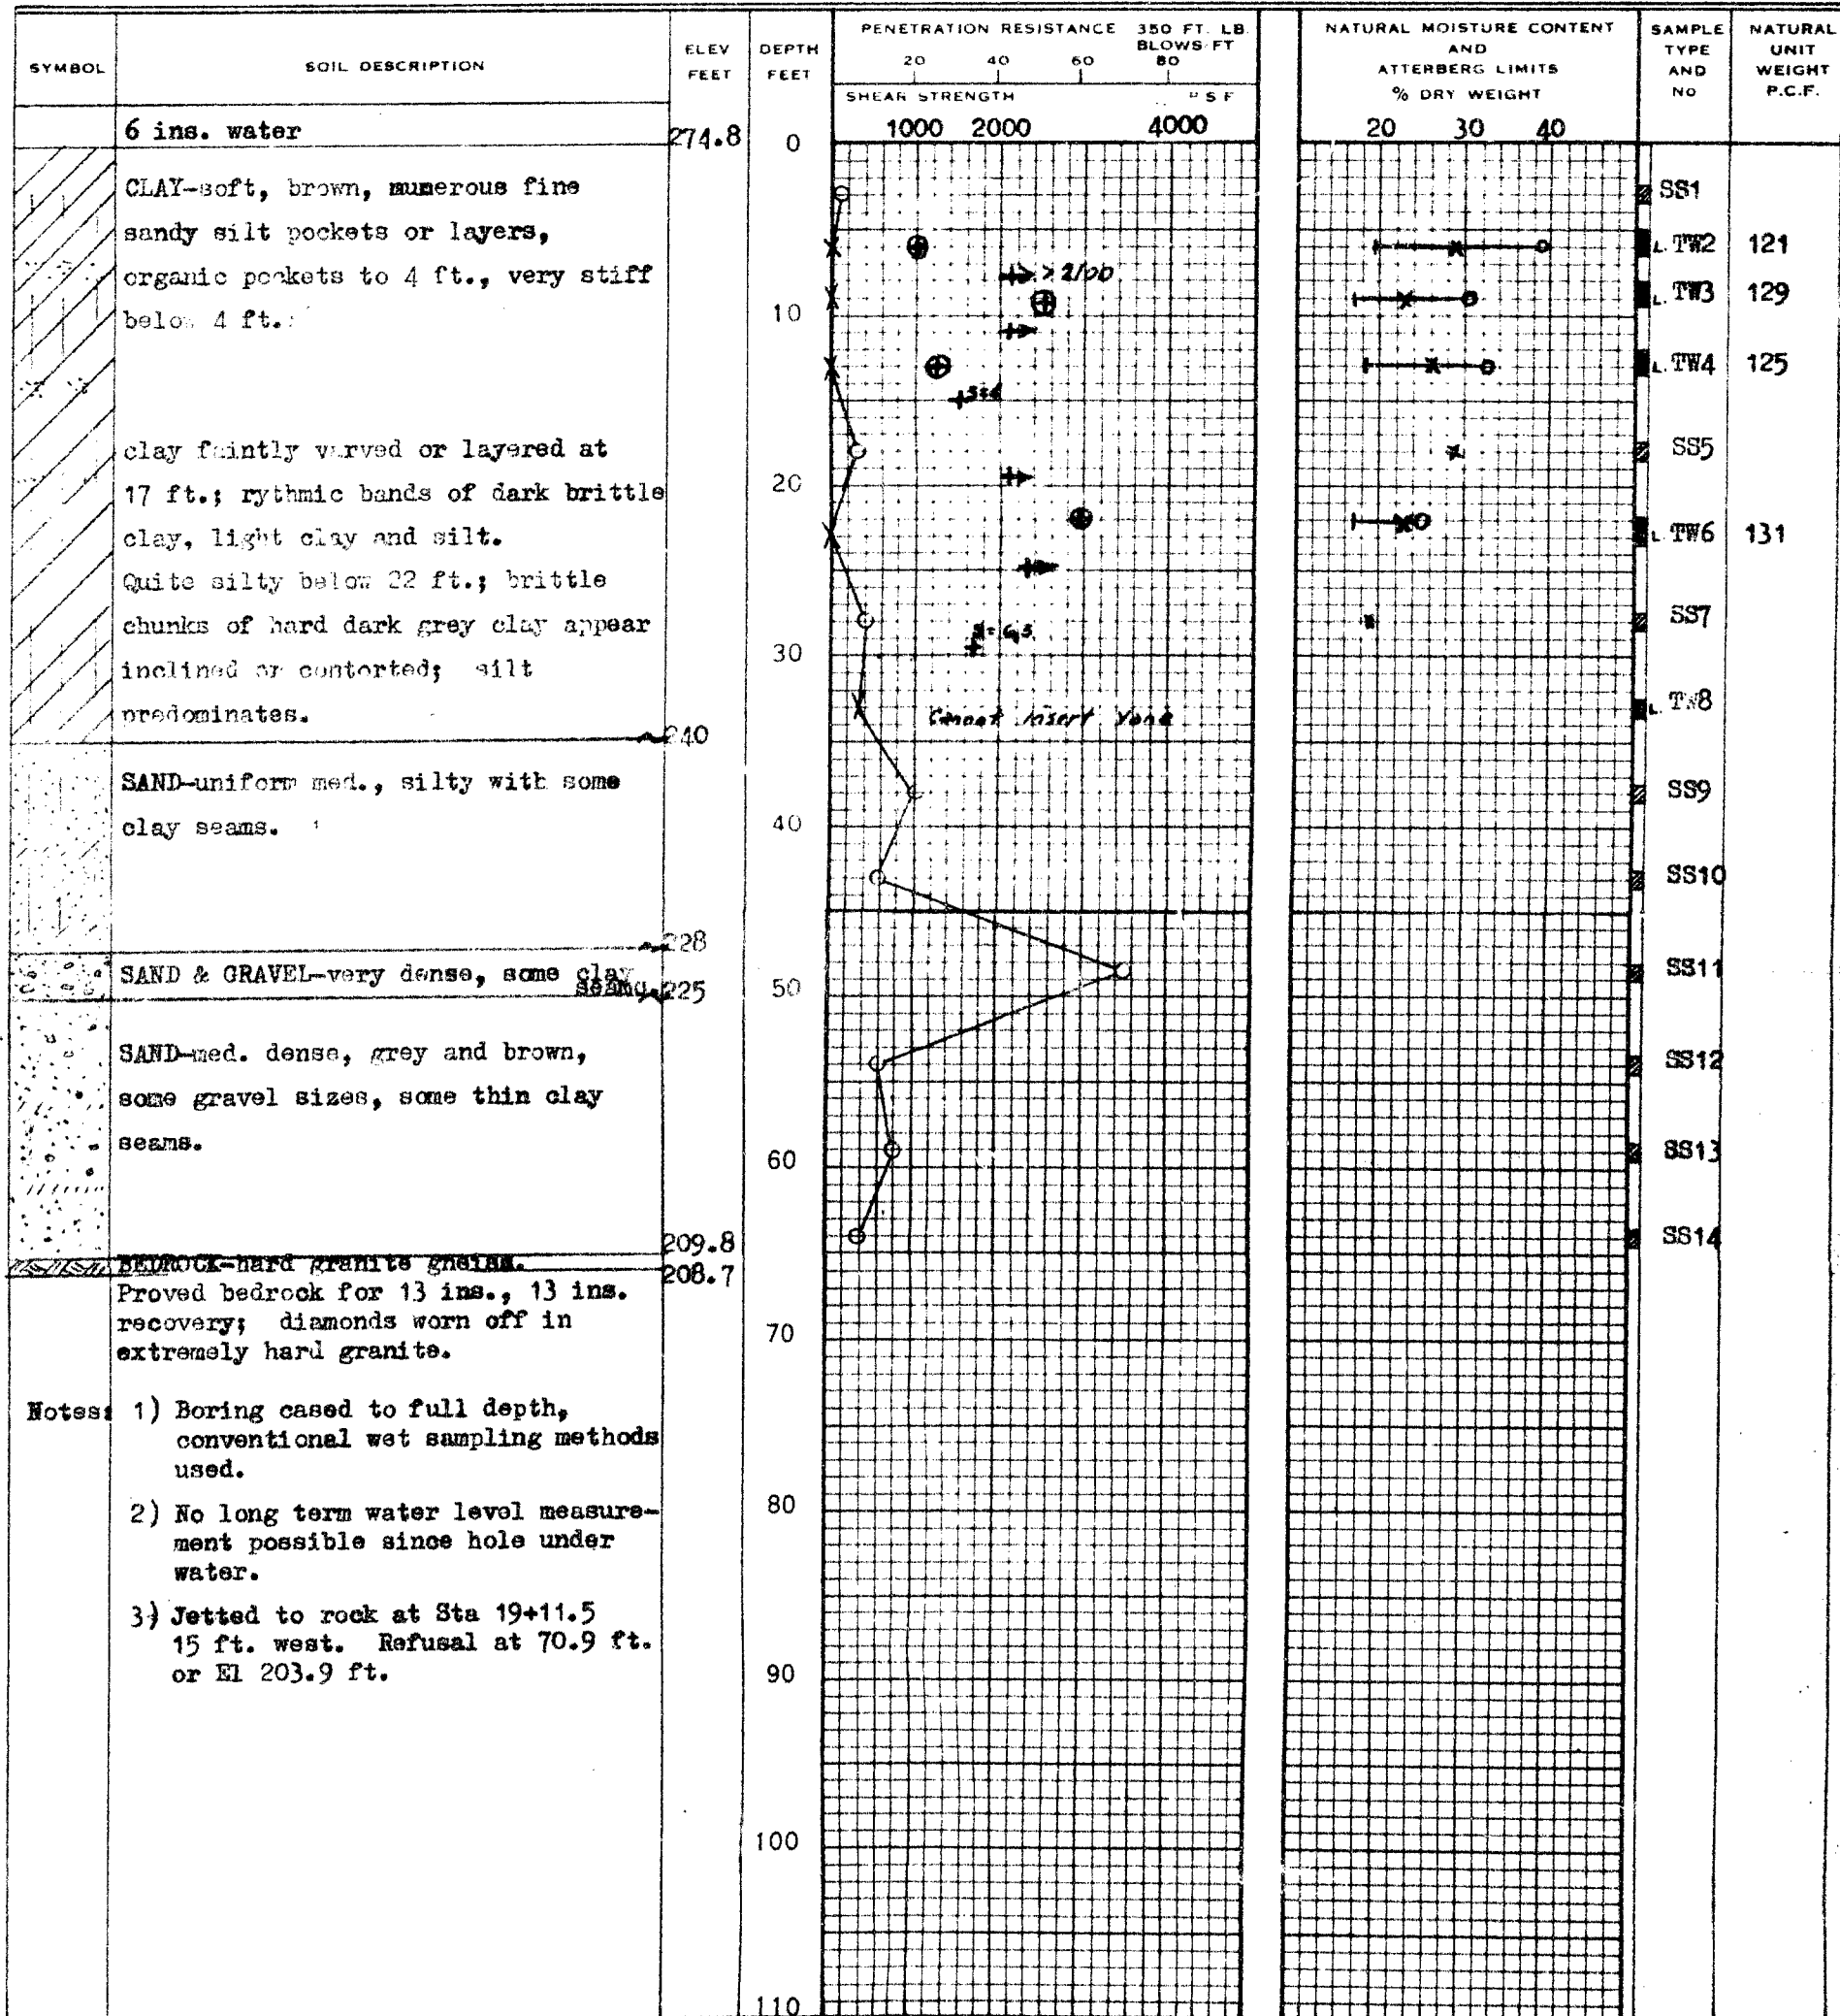 SYMBOL
SOIL DESCRIPTION
ELEV
FEET
DEPTH
FEET
PENETRATION RESISTANCE 350 FT. LB.
BLOWS/FT
20 40 60 80
SHEAR STRENGTH P S F
1000 2000 4000
NATURAL MOISTURE CONTENT
AND
ATTERBERG LIMITS
% DRY WEIGHT
20 30 40
SAMPLE
TYPE
AND
NO
NATURAL
UNIT
WEIGHT
P.C.F.
6 ins. water
274.8
0
CLAY-soft, brown, numerous fine
sandy silt pockets or layers,
organic pockets to 4 ft., very stiff
below 4 ft.
clay faintly varved or layered at
17 ft.; rythmic bands of dark brittle
clay, light clay and silt.
Quite silty below 22 ft.; brittle
chunks of hard dark grey clay appear
inclined or contorted; silt
predominates.
240
SAND-uniform med., silty with some
clay seams.
228
SAND & GRAVEL-very dense, some clay
seams.
225
SAND-med. dense, grey and brown,
some gravel sizes, some thin clay
seams.
209.8
BEDROCK-hard granite gneiss.
208.7
Proved bedrock for 13 ins., 13 ins.
recovery; diamonds worn off in
extremely hard granite.
Notes: 1) Boring cased to full depth,
conventional wet sampling methods
used.
2) No long term water level measure-
ment possible since hole under
water.
3) Jetted to rock at Sta 19+11.5
15 ft. west. Refusal at 70.9 ft.
or El 203.9 ft.
10
20
30
40
50
60
70
80
90
100
110
> 2100
S=4
S=6.5
Cannot insert Vane
SS1
L. TW2 121
L. TW3 129
L. TW4 125
SS5
L. TW6 131
SS7
L. TW8
SS9
SS10
SS11
SS12
SS13
SS14